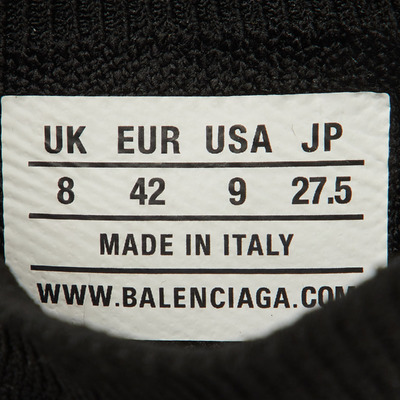 UK EUR USA JP
8 42 9 27.5
MADE IN ITALY
WWW.BALENCIAGA.COM